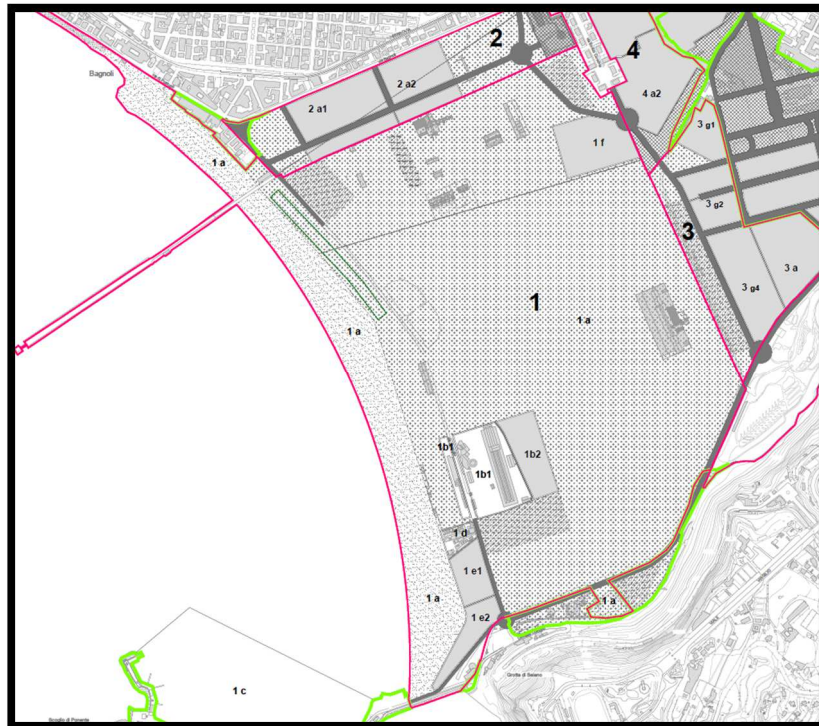 2
4
Bagnoli
2 a2
4 a2
2 a1
3 g1
1 f
1 a
3 g2
3
3 a
3 g4
1
1 a
1 a
1b1
1b1
1b2
1 d
1 e1
1 a
1 a
1 e2
Grotte di Seiano
1 c
Scoglio di Ponente